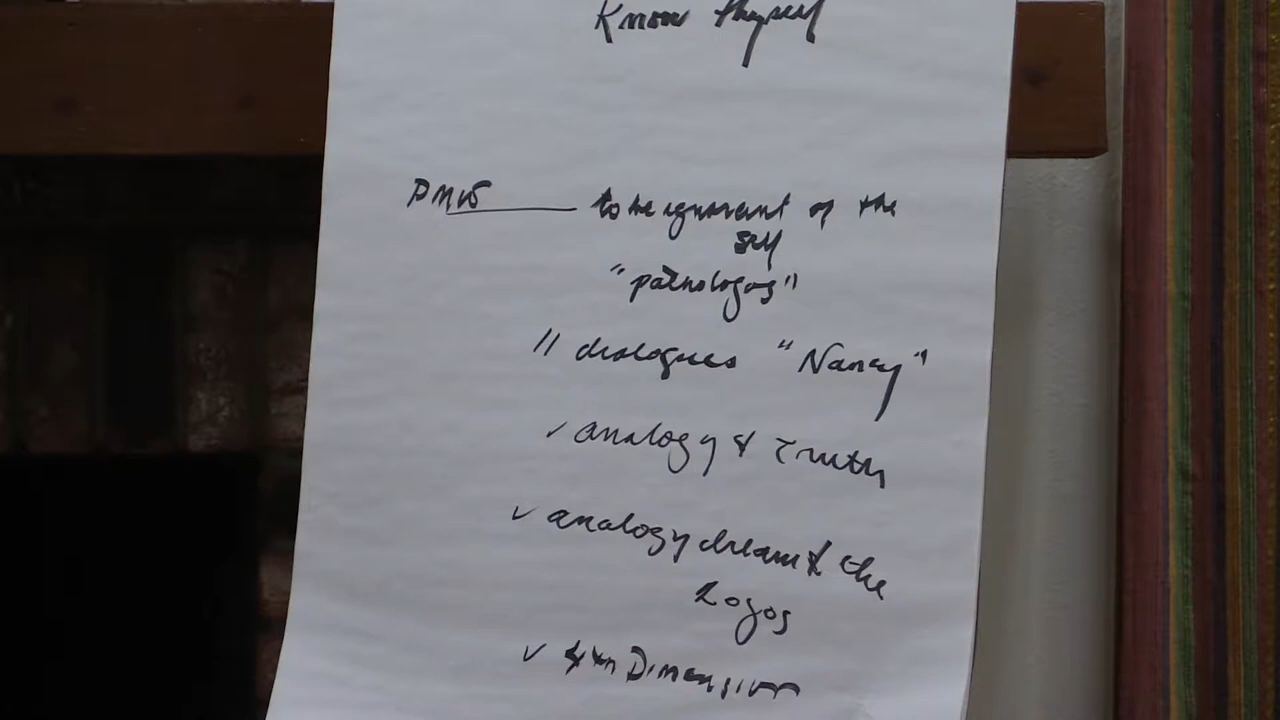 Know thyself
to be ignorant of the
self
"pathologos"
11 dialogues "Nancy"
✓ analogy & Truth
✓ analogy dream & the
Logos
✓ 4th Dimension